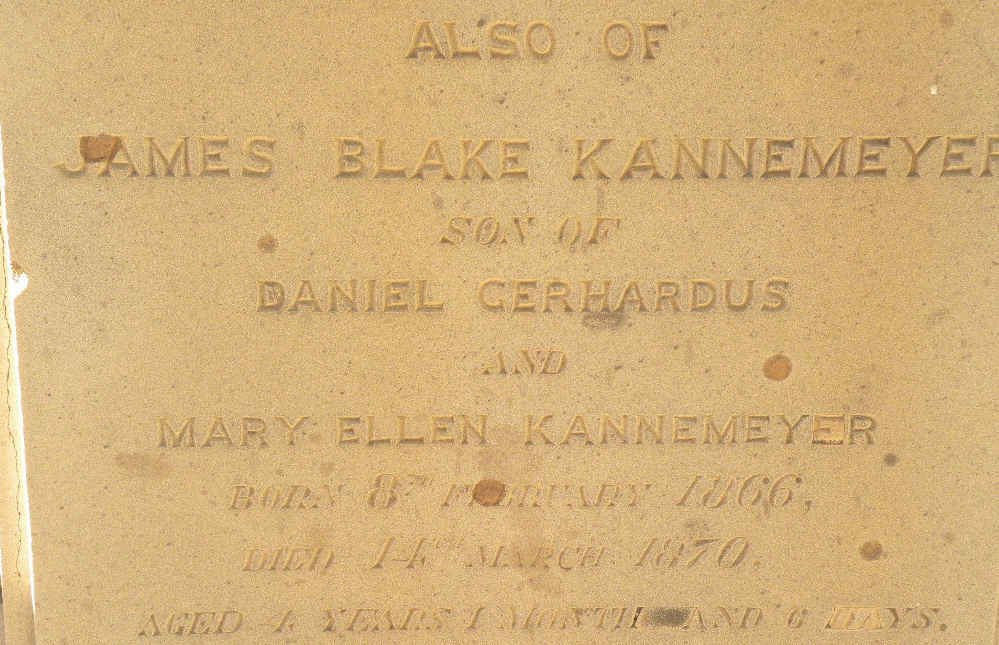 ALSO OF
JAMES BLAKE KANNEMEYER
SON OF
DANIEL GERHARDUS
AND
MARY ELLEN KANNEMEYER
BORN 8TH FEBRUARY 1866,
DIED 14TH MARCH 1870.
AGED 4 YEARS 1 MONTH AND 6 DAYS.